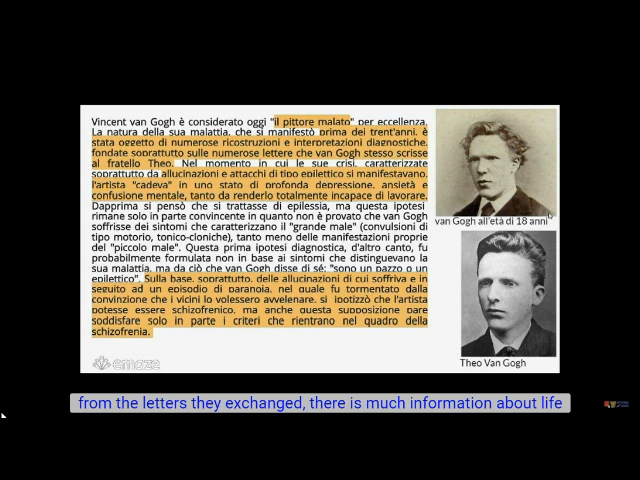 Vincent van Gogh è considerato oggi "il pittore malato" per eccellenza.
La natura della sua malattia, che si manifestò prima dei trent'anni, è
stata oggetto di numerose ricostruzioni e interpretazioni diagnostiche,
fondate soprattutto sulle numerose lettere che van Gogh stesso scrisse
al fratello Theo. Nel momento in cui le sue crisi, caratterizzate
soprattutto da allucinazioni e attacchi di tipo epilettico si manifestavano,
l'artista "cadeva" in uno stato di profonda depressione, ansietà e
confusione mentale, tanto da renderlo totalmente incapace di lavorare.
Dapprima si pensò che si trattasse di epilessia, ma questa ipotesi
rimane solo in parte convincente in quanto non è provato che van Gogh
soffrisse dei sintomi che caratterizzano il "grande male" (convulsioni di
tipo motorio, tonico-cloniche), tanto meno delle manifestazioni proprie
del "piccolo male". Questa prima ipotesi diagnostica, d'altro canto, fu
probabilmente formulata non in base ai sintomi che distinguevano la
sua malattia, ma da ciò che van Gogh disse di sé: "sono un pazzo o un
epilettico". Sulla base, soprattutto, delle allucinazioni di cui soffriva e in
seguito ad un episodio di paranoia, nel quale fu tormentato dalla
convinzione che i vicini lo volessero avvelenare, si ipotizzò che l'artista
potesse essere schizofrenico, ma anche questa supposizione pare
soddisfare solo in parte i criteri che rientrano nel quadro della
schizofrenia.
van Gogh all'età di 18 anni
Theo Van Gogh
emaze
from the letters they exchanged, there is much information about life